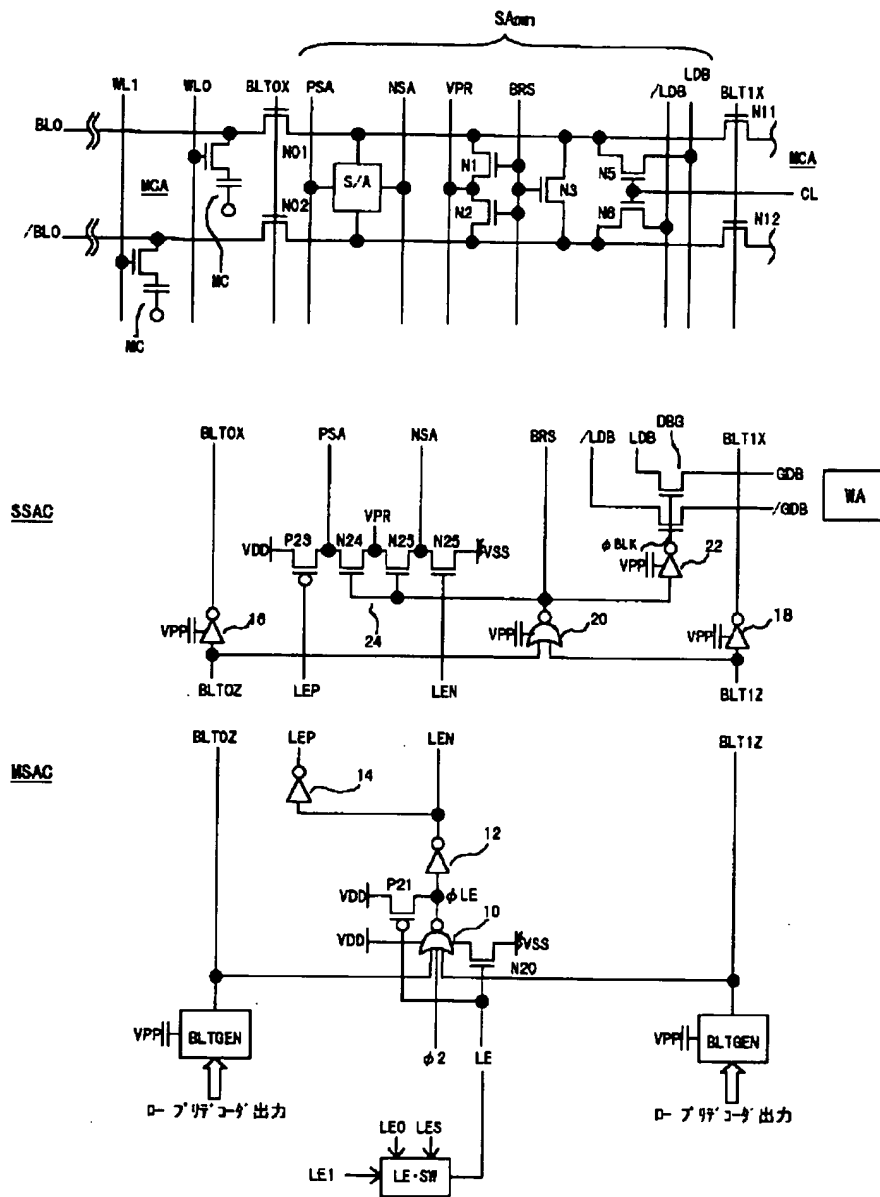 SAomn
WL1 WL0 BLT0X PSA NSA VPR BRS /LDB LDB BLT1X
BL0 N01 N1 N3 N5 N11
MCA S/A MCA
CL
/BL0 N02 MC N2 N6 N12
MC
BLT0X PSA NSA BRS /LDB LDB DBG BLT1X
GDB
SSAC VPR /GDB WA
VDD P23 N24 N25 N25 VSS φBLK
VPP 22
VPP 16 24 VPP 20 VPP 18
BLT0Z LEP LEN BLT1Z
BLT0Z LEP LEN BLT1Z
MSAC 14
12
VDD P21 φLE
VDD 10 VSS
N20
VPP BLTGEN φ2 LE VPP BLTGEN
ロー プリデコーダ出力 ロー プリデコーダ出力
LE0 LES
LE1 LE·SW